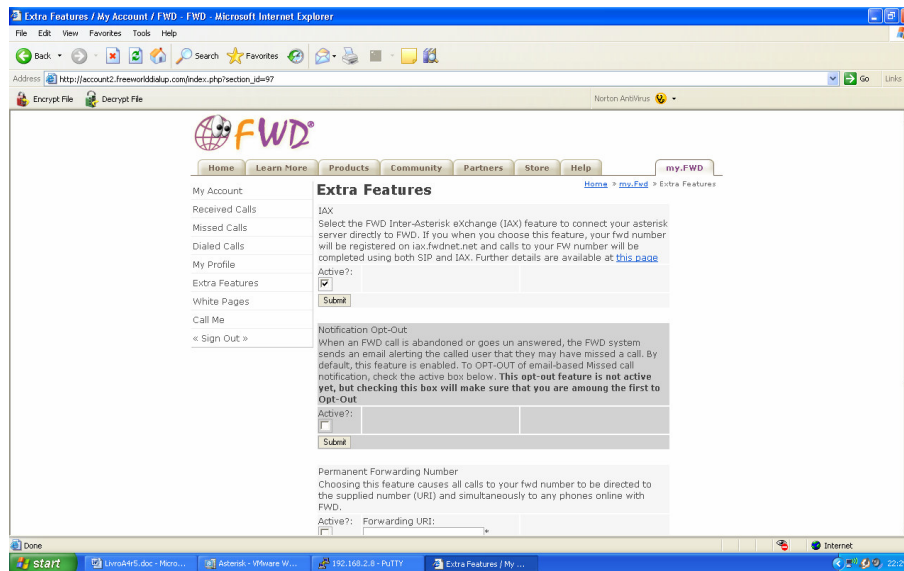 Extra Features / My Account / FWD - FWD - Microsoft Internet Explorer
File Edit View Favorites Tools Help
Back Search Favorites
Address http://account2.freeworlddialup.com/index.php?section_id=97 Go Links
Encrypt File Decrypt File Norton AntiVirus
FWD®
Home Learn More Products Community Partners Store Help my.FWD
Home » my.Fwd » Extra Features
My Account
Received Calls
Missed Calls
Dialed Calls
My Profile
Extra Features
White Pages
Call Me
« Sign Out »
Extra Features
IAX
Select the FWD Inter-Asterisk eXchange (IAX) feature to connect your asterisk
server directly to FWD. If you when you choose this feature, your fwd number
will be registered on iax.fwdnet.net and calls to your FW number will be
completed using both SIP and IAX. Further details are available at this page
Active?:
Submit
Notification Opt-Out
When an FWD call is abandoned or goes un answered, the FWD system
sends an email alerting the called user that they may have missed a call. By
default, this feature is enabled. To OPT-OUT of email-based Missed call
notification, check the active box below. This opt-out feature is not active
yet, but checking this box will make sure that you are amoung the first to
Opt-Out
Active?:
Submit
Permanent Forwarding Number
Choosing this feature causes all calls to your fwd number to be directed to
the supplied number (URI) and simultaneously to any phones online with
FWD.
Active?: Forwarding URI:
*
Done Internet
start LivroA4r5.doc - Micro... Asterisk - VMware W... 192.168.2.8 - PuTTY Extra Features / My ...